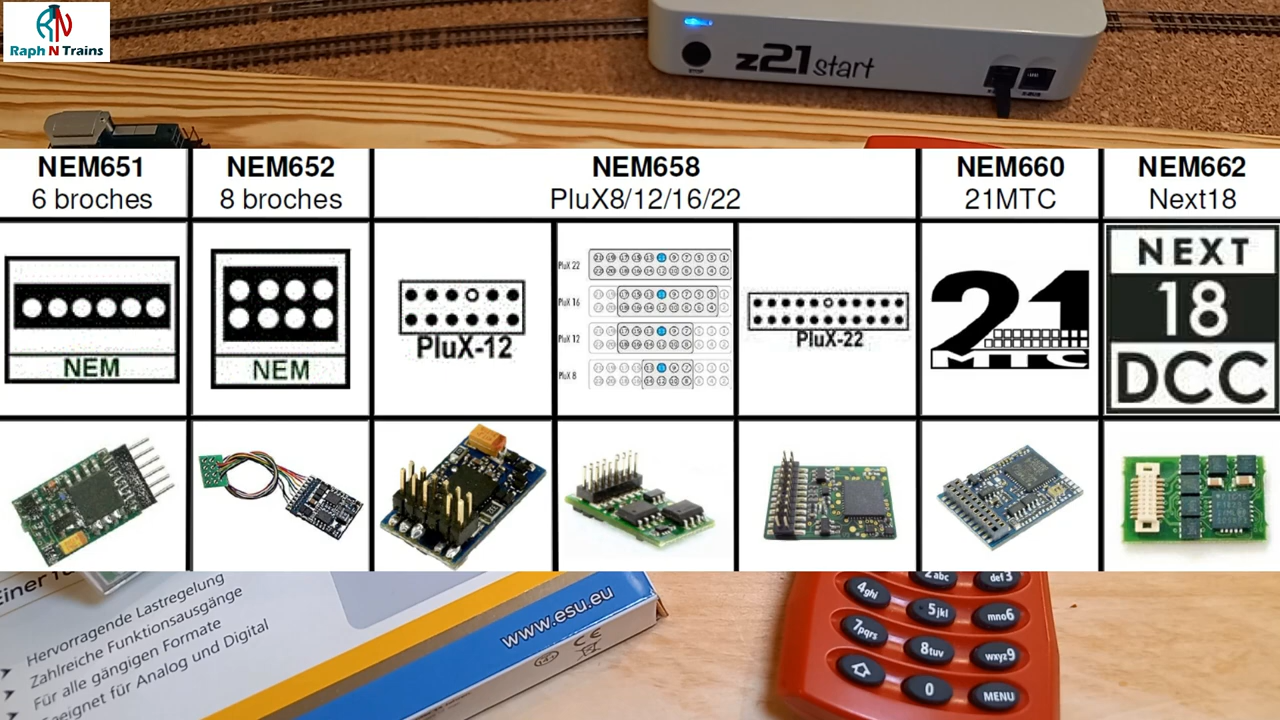 Raph N Trains
z21 start
NEM651
6 broches
NEM652
8 broches
NEM658
PluX8/12/16/22
NEM660
21MTC
NEM662
Next18
NEM
NEM
PluX-12
PluX 22
PluX 16
PluX 12
PluX 8
PluX-22
21
MTC
NEXT
18
DCC
Einer
Hervorragende Lastregelung
Zahlreiche Funktionsausgänge
Für alle gängigen Formate
Geeignet für Analog und Digital
www.esu.eu
CE
2abc
def3
4ghi
5jkl
mno6
7pqrs
8tuv
wxyz9
0
MENU